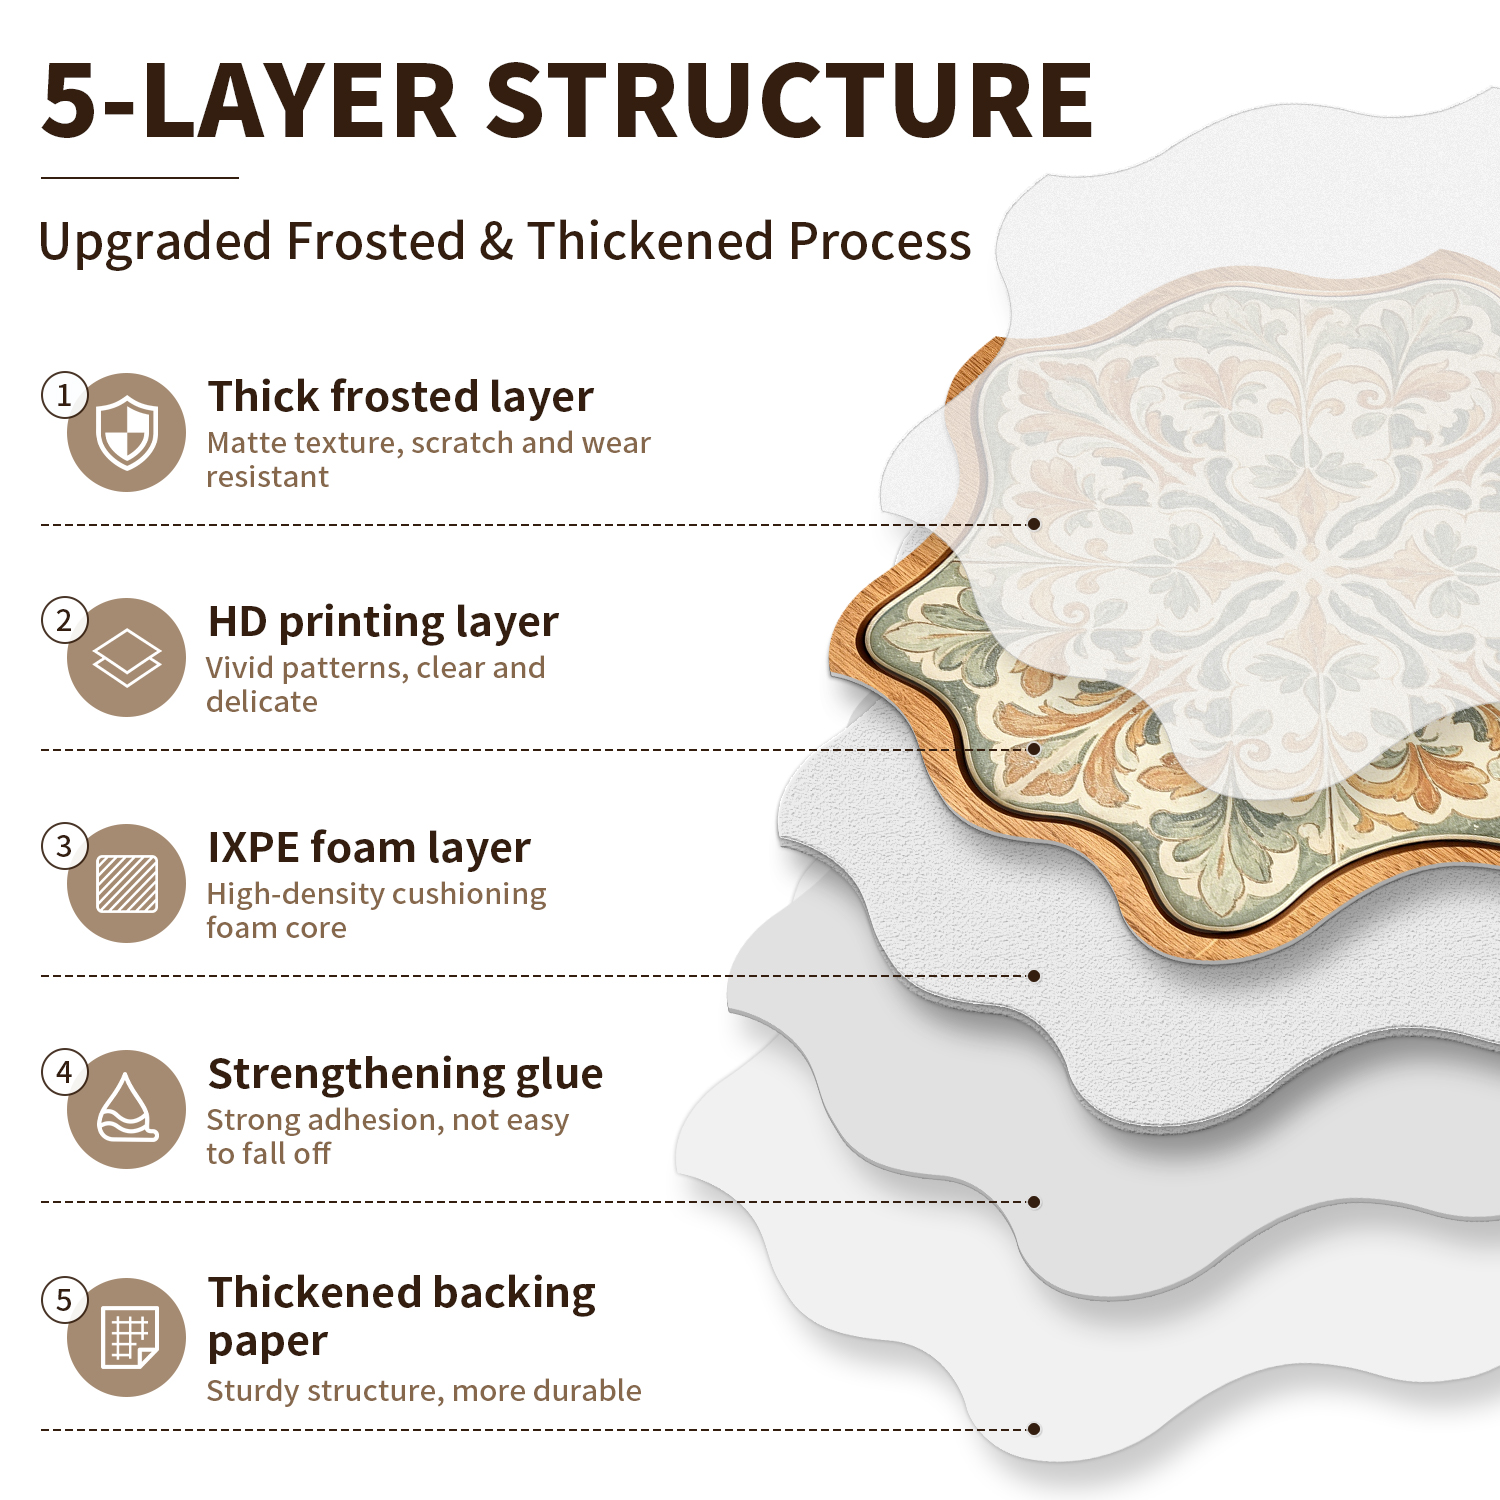 5-LAYER STRUCTURE
Upgraded Frosted & Thickened Process
1
Thick frosted layer
Matte texture, scratch and wear
resistant
2
HD printing layer
Vivid patterns, clear and
delicate
3
IXPE foam layer
High-density cushioning
foam core
4
Strengthening glue
Strong adhesion, not easy
to fall off
5
Thickened backing
paper
Sturdy structure, more durable